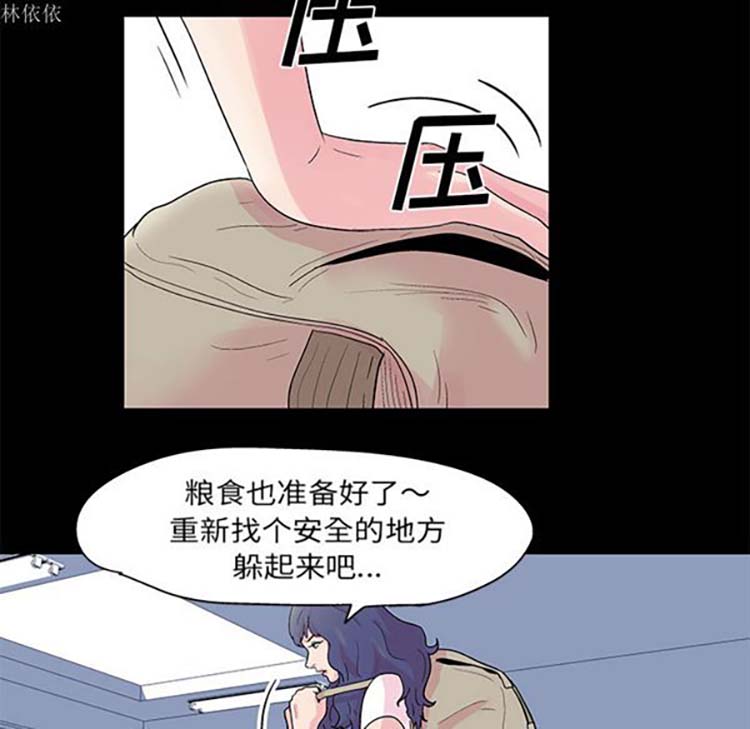 林依依
压
压
粮食也准备好了～
重新找个安全的地方
躲起来吧...